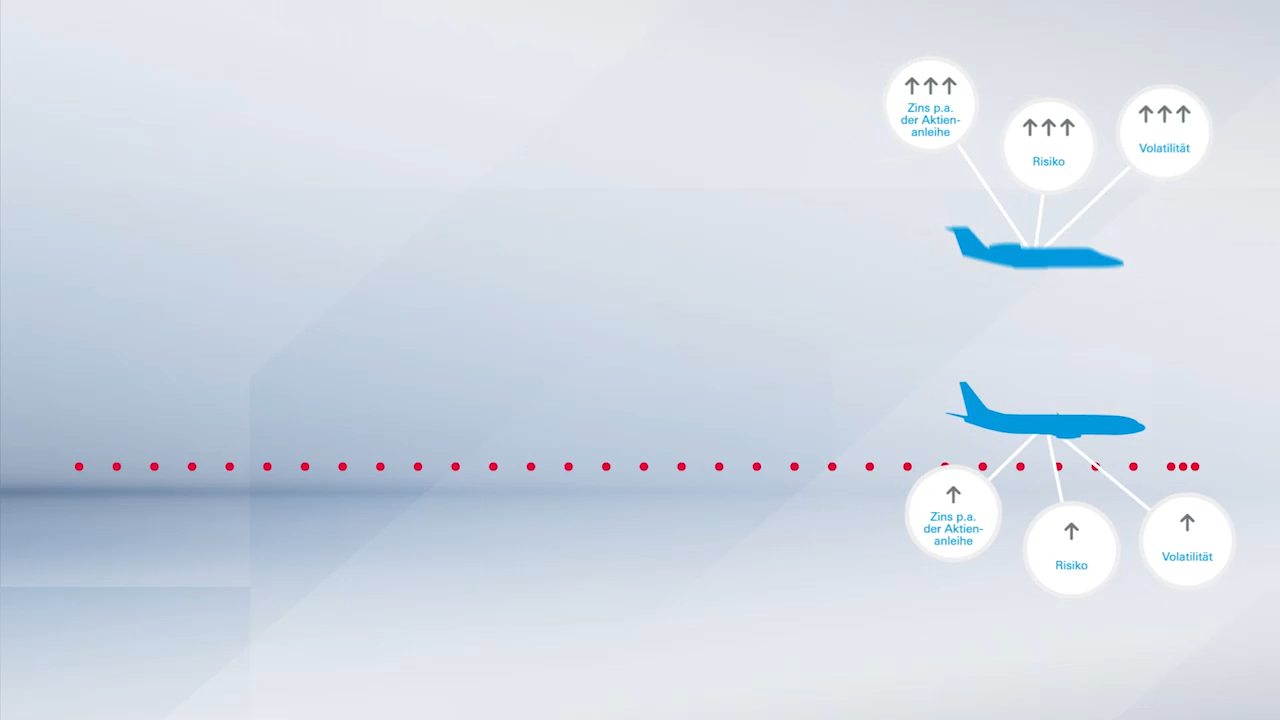 Zins p.a.
der Aktien-
anleihe
Risiko
Volatilität
Zins p.a.
der Aktien-
anleihe
Risiko
Volatilität